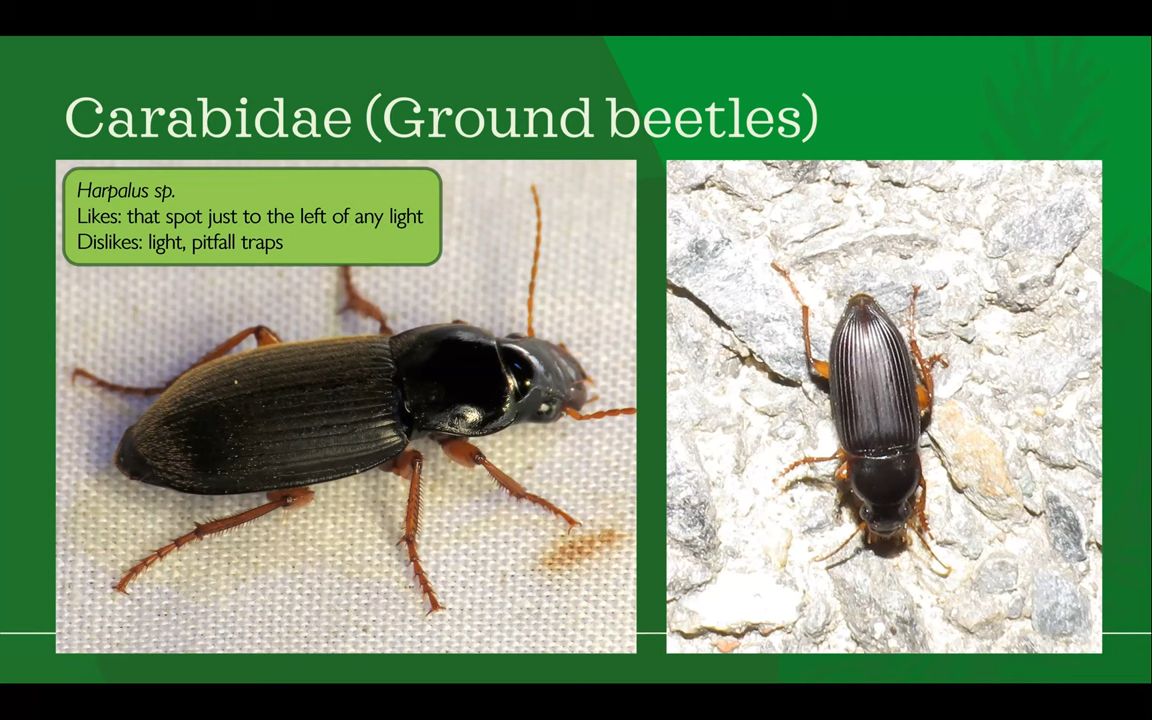 Carabidae (Ground beetles)
Harpalus sp.
Likes: that spot just to the left of any light
Dislikes: light, pitfall traps